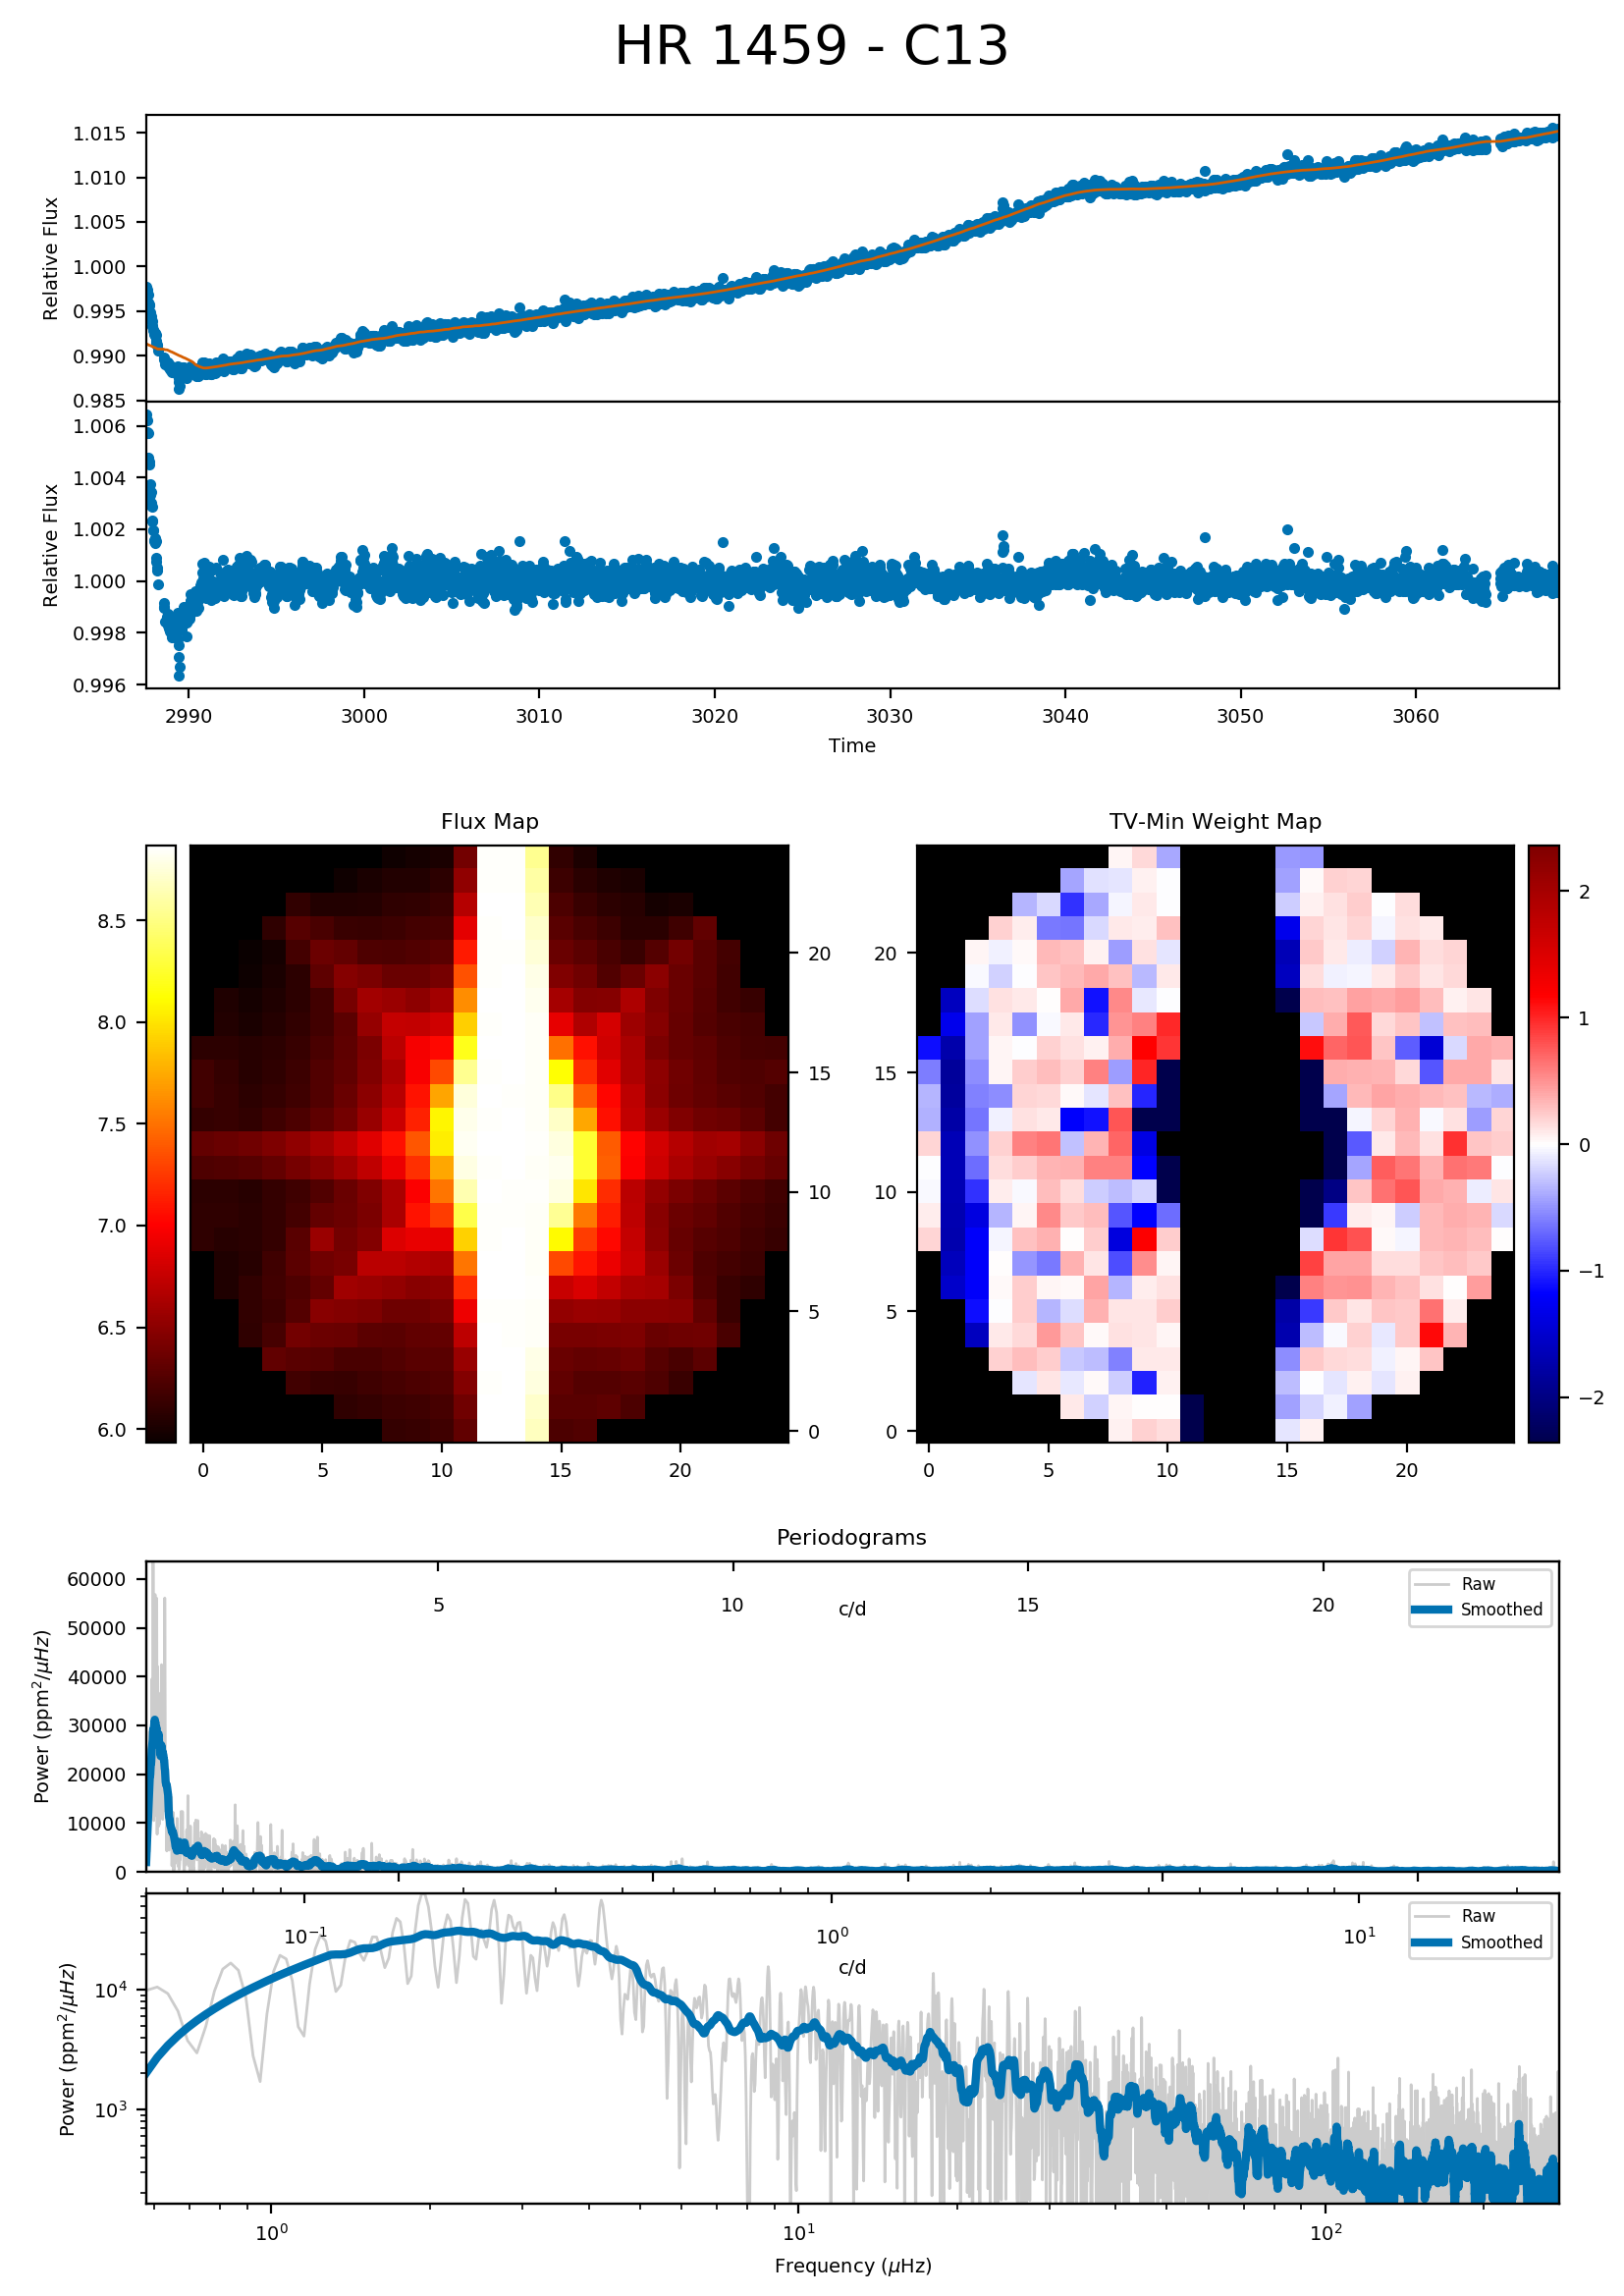 HR 1459 - C13
1.015
1.010
1.005
1.000
0.995
0.990
0.985
Relative Flux
1.006
1.004
1.002
1.000
0.998
0.996
Relative Flux
2990 3000 3010 3020 3030 3040 3050 3060
Time
Flux Map
8.5
8.0
7.5
7.0
6.5
6.0
20
15
10
5
0
0 5 10 15 20
TV-Min Weight Map
20
15
10
5
0
0 5 10 15 20
2
1
0
−1
−2
Periodograms
60000
50000
40000
30000
20000
10000
0
Power (ppm²/μHz)
5 10 15 20
c/d
Raw
Smoothed
10⁴
10³
Power (ppm²/μHz)
10⁻¹ 10⁰ 10¹
c/d
Raw
Smoothed
10⁰ 10¹ 10²
Frequency (μHz)